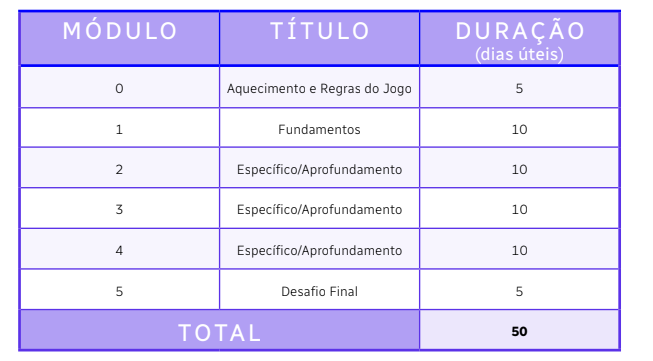 MÓDULO TÍTULO DURAÇÃO
(dias úteis)
0 Aquecimento e Regras do Jogo 5
1 Fundamentos 10
2 Específico/Aprofundamento 10
3 Específico/Aprofundamento 10
4 Específico/Aprofundamento 10
5 Desafio Final 5
TOTAL 50